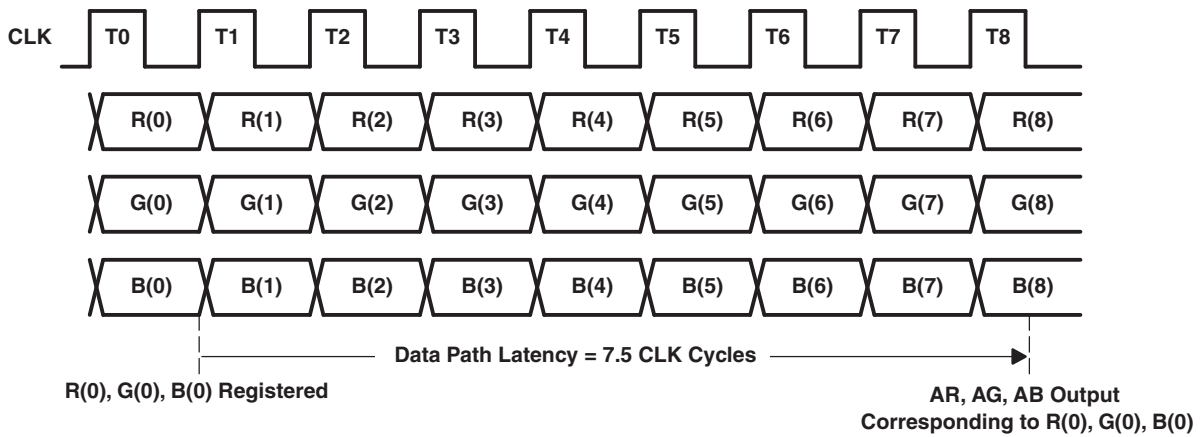 CLK T0 T1 T2 T3 T4 T5 T6 T7 T8
R(0) R(1) R(2) R(3) R(4) R(5) R(6) R(7) R(8)
G(0) G(1) G(2) G(3) G(4) G(5) G(6) G(7) G(8)
B(0) B(1) B(2) B(3) B(4) B(5) B(6) B(7) B(8)
Data Path Latency = 7.5 CLK Cycles
R(0), G(0), B(0) Registered
AR, AG, AB Output
Corresponding to R(0), G(0), B(0)